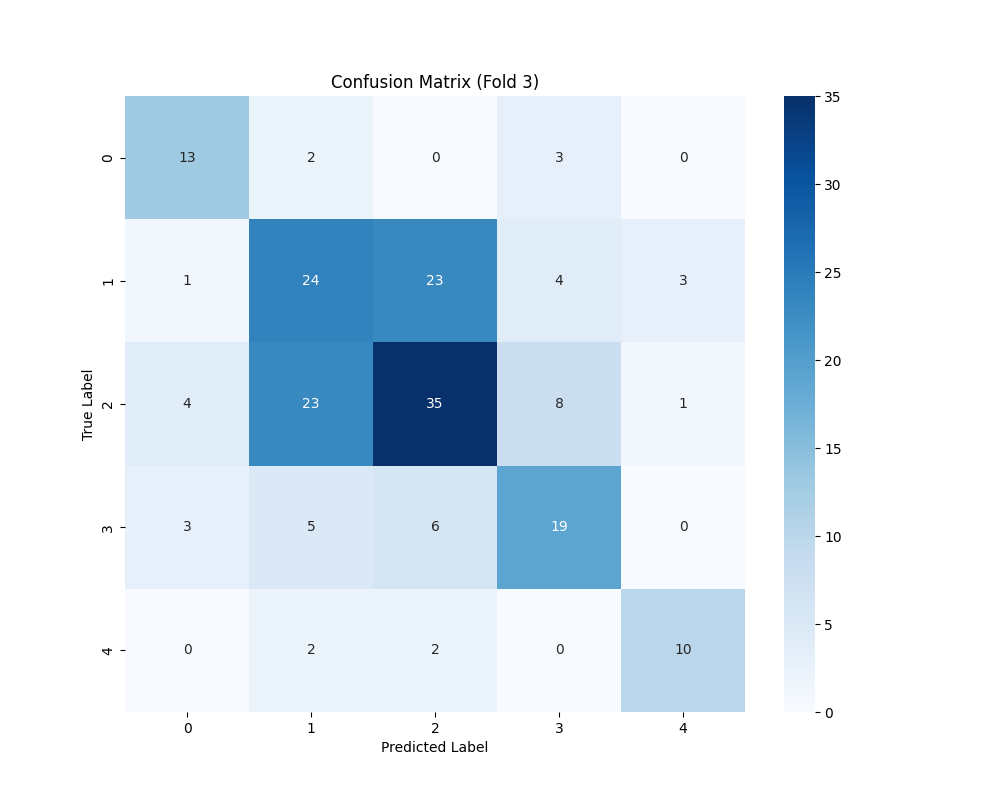 Confusion Matrix (Fold 3)
0 13 2 0 3 0
1 1 24 23 4 3
2 4 23 35 8 1
3 3 5 6 19 0
4 0 2 2 0 10
0 1 2 3 4
Predicted Label
True Label
35
30
25
20
15
10
5
0